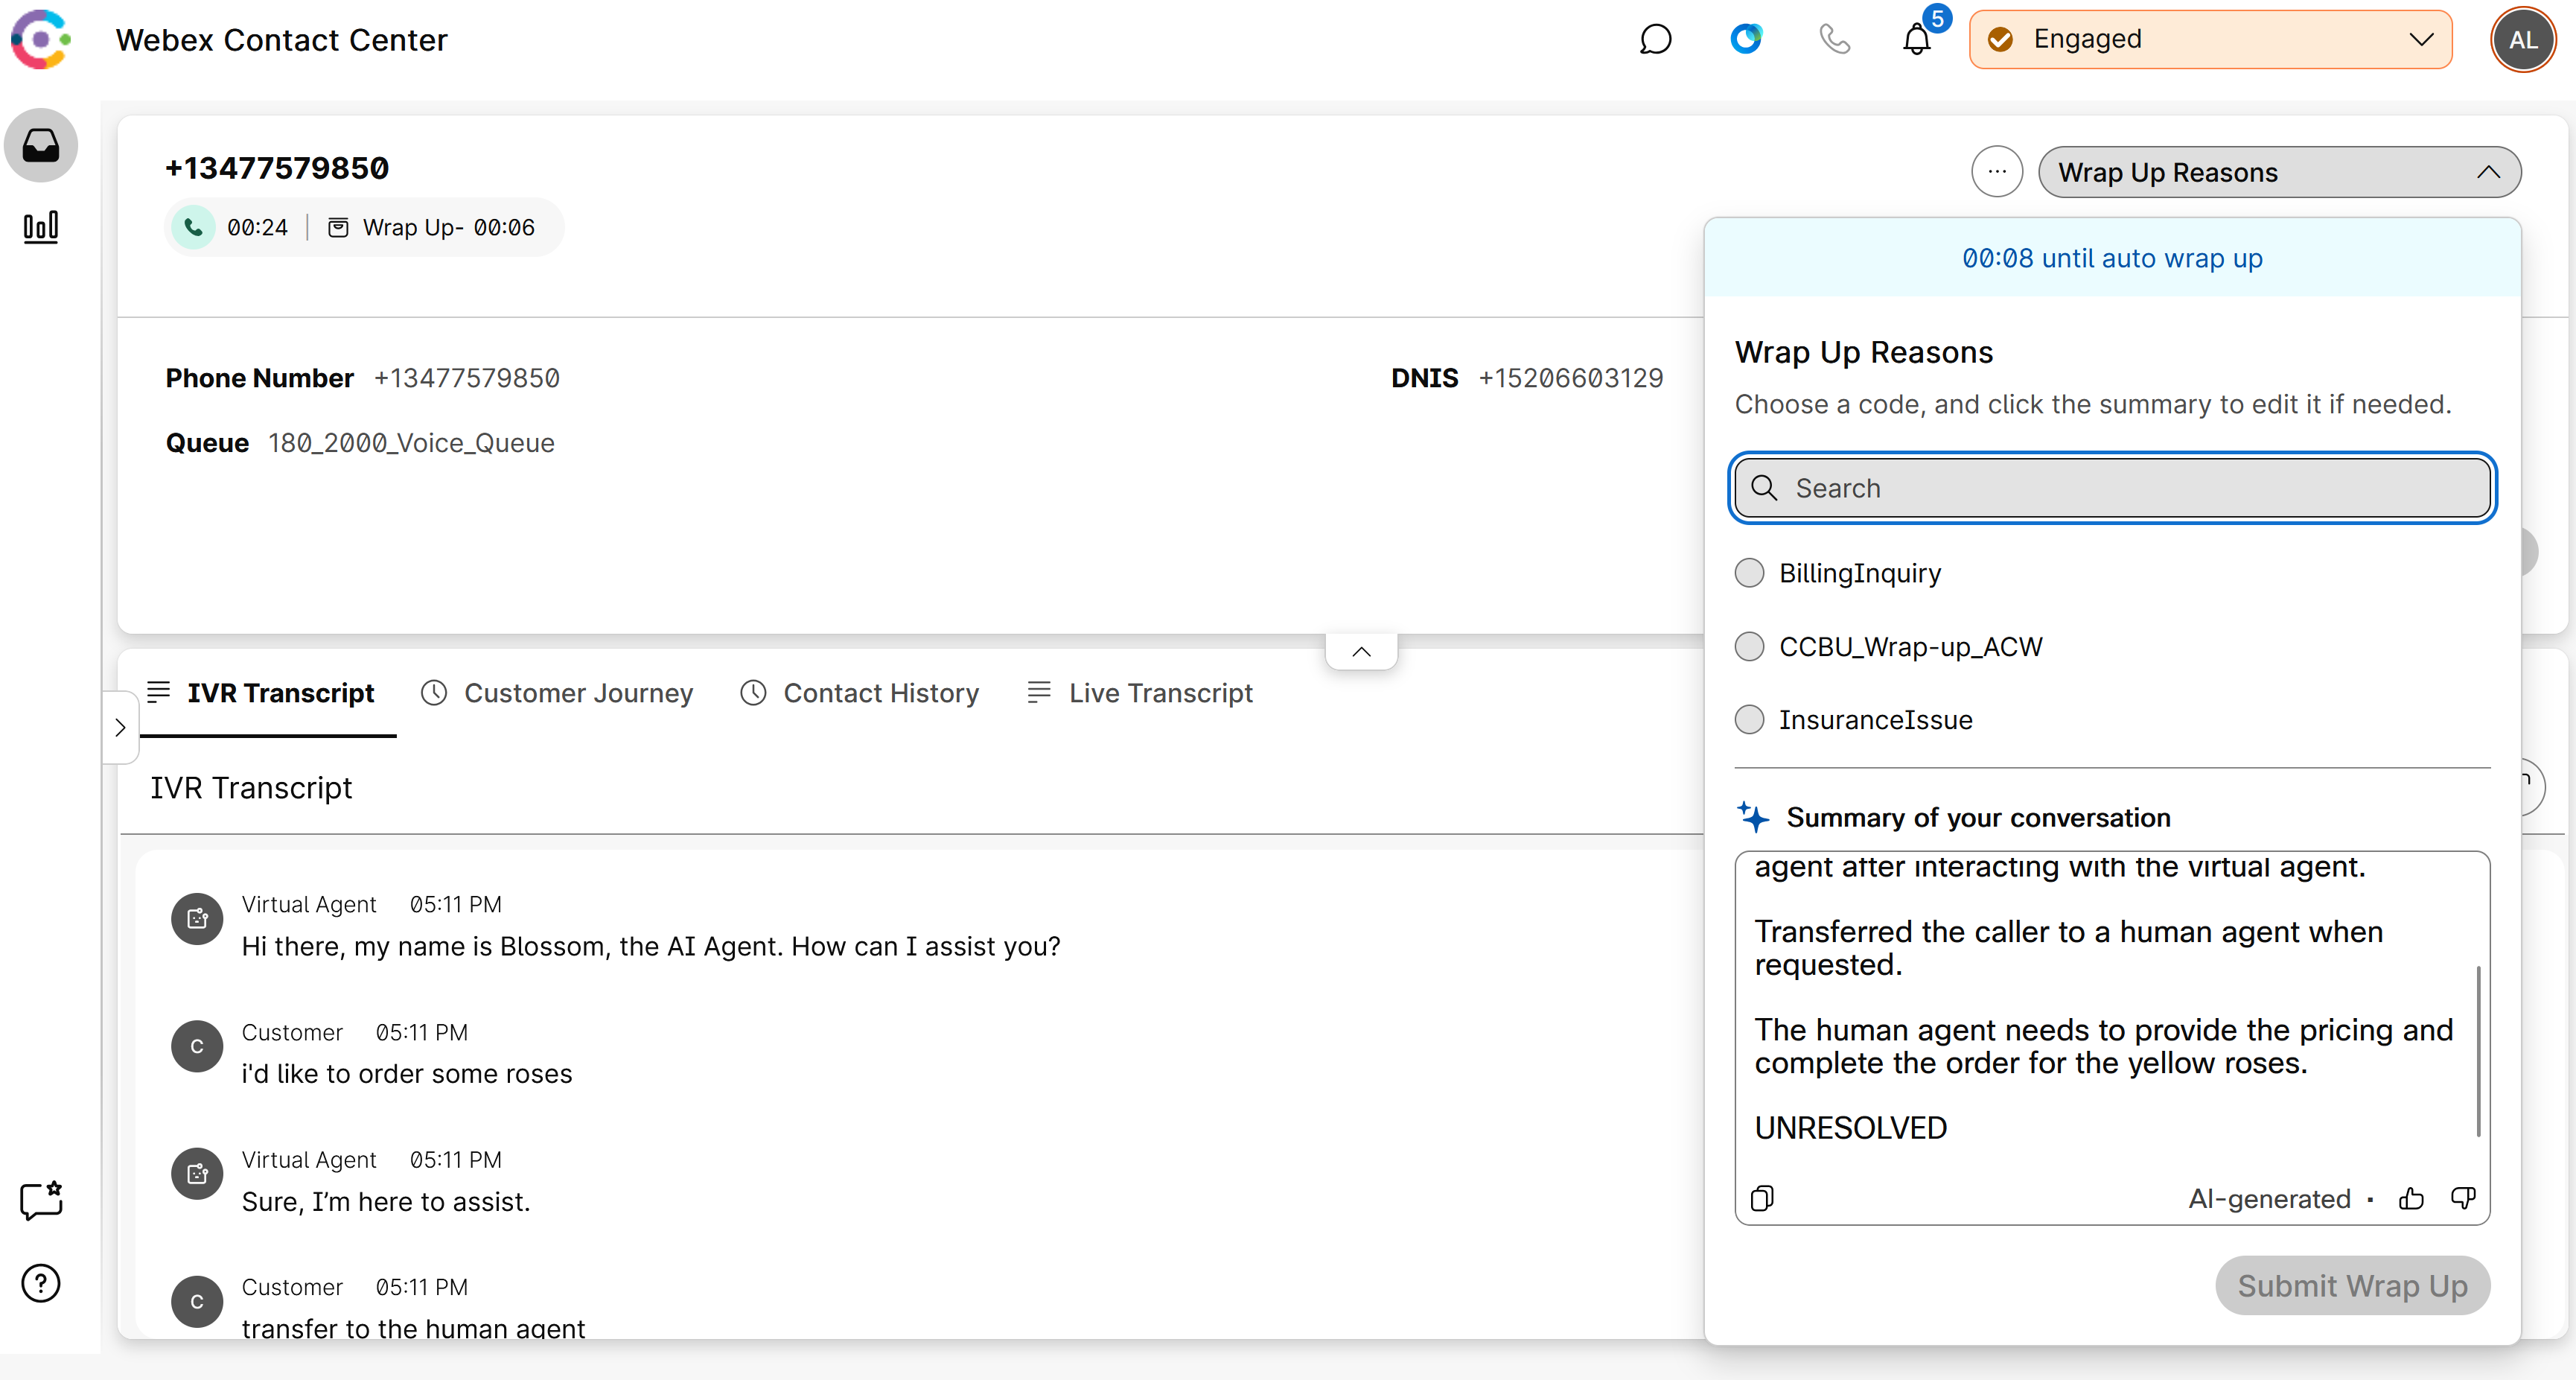 Webex Contact Center
5
Engaged
AL
+13477579850
00:24
Wrap Up- 00:06
Wrap Up Reasons
00:08 until auto wrap up
Phone Number +13477579850
DNIS +15206603129
Queue 180_2000_Voice_Queue
Wrap Up Reasons
Choose a code, and click the summary to edit it if needed.
Search
BillingInquiry
CCBU_Wrap-up_ACW
InsuranceIssue
IVR Transcript
Customer Journey
Contact History
Live Transcript
IVR Transcript
Virtual Agent 05:11 PM
Hi there, my name is Blossom, the AI Agent. How can I assist you?
C
Customer 05:11 PM
i'd like to order some roses
Virtual Agent 05:11 PM
Sure, I’m here to assist.
C
Customer 05:11 PM
transfer to the human agent
Summary of your conversation
agent after interacting with the virtual agent.
Transferred the caller to a human agent when
requested.
The human agent needs to provide the pricing and
complete the order for the yellow roses.
UNRESOLVED
AI-generated
Submit Wrap Up